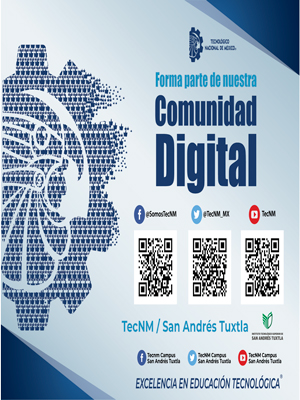 TECNOLÓGICO
NACIONAL DE MÉXICO
Forma parte de nuestra
Comunidad
Digital
@SomosTecNM
@TecNM_MX
TecNM
TecNM / San Andrés Tuxtla
SAN ANDRÉS TUXTLA
Tecnm Campus
San Andrés Tuxtla
TecNM Campus
San Andrés Tuxtla
TecNM Campus
San Andrés Tuxtla
EXCELENCIA EN EDUCACIÓN TECNOLÓGICA®